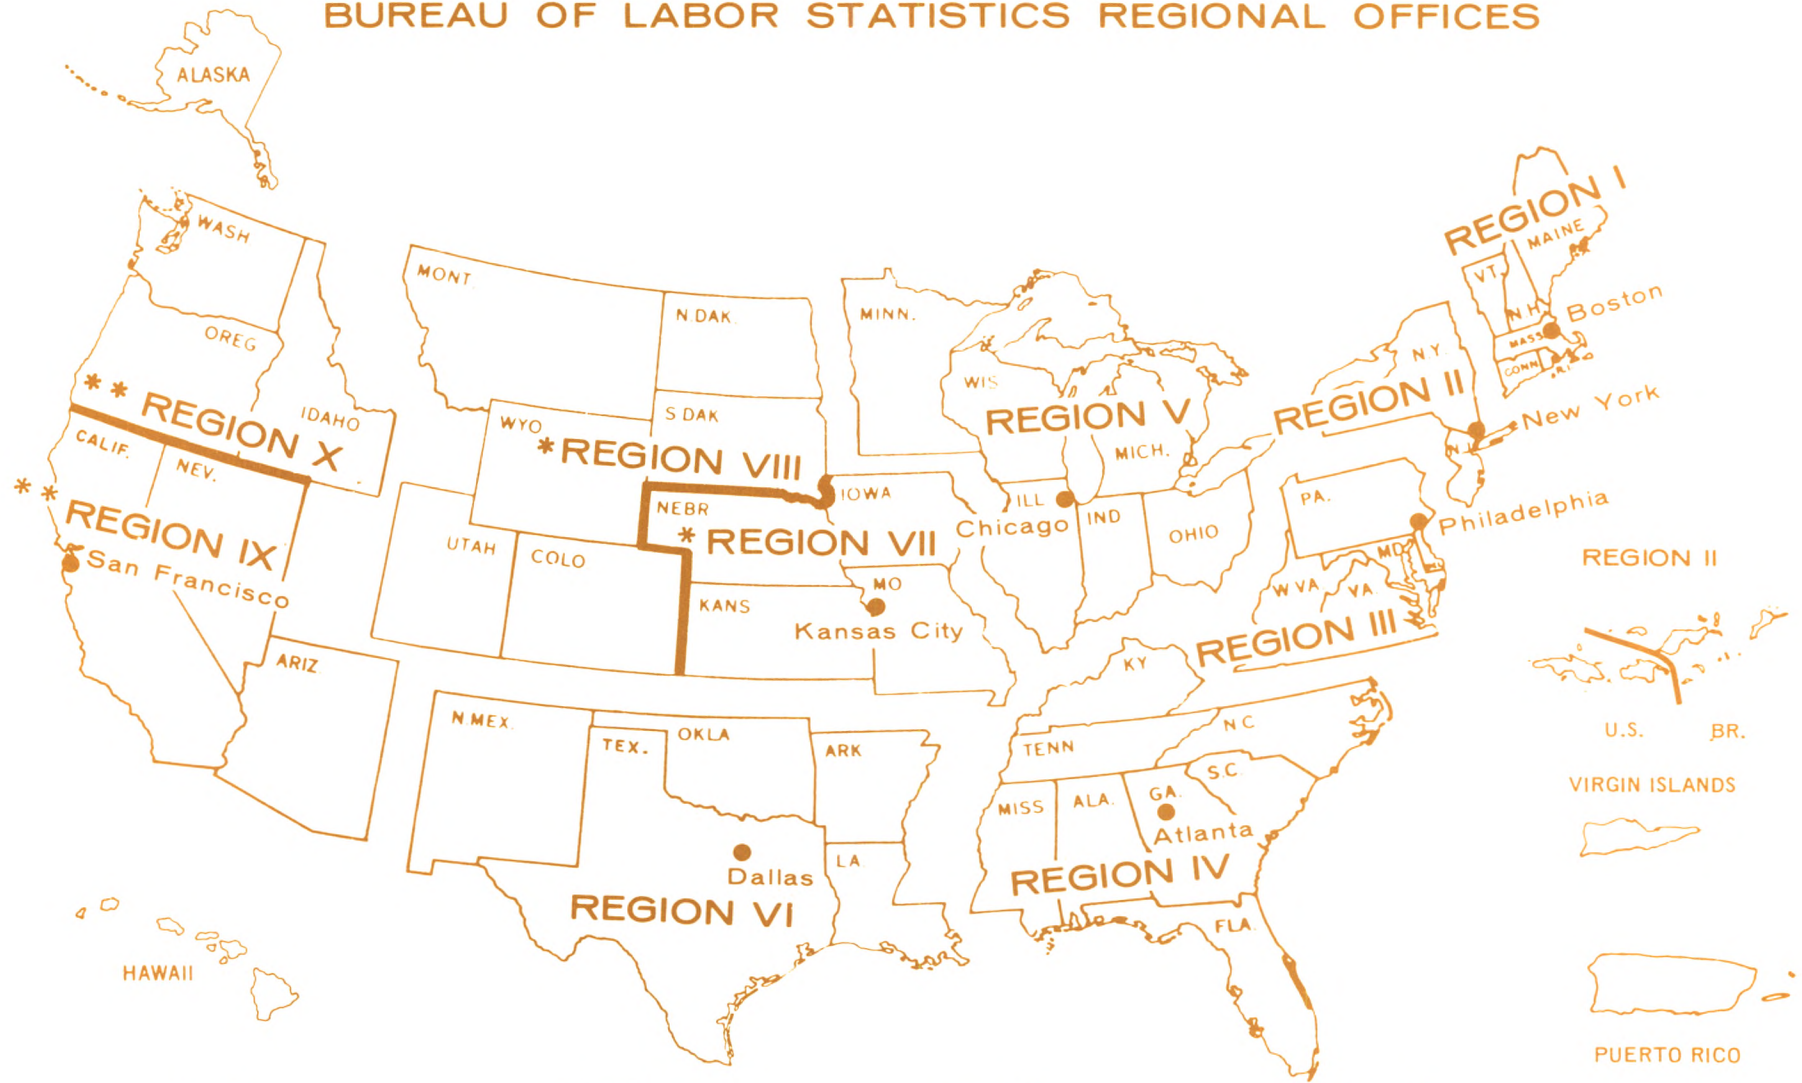 BUREAU OF LABOR STATISTICS REGIONAL OFFICES
ALASKA
REGION I
MAINE
VT.
N.H.
Boston
MASS
CONN
R.I.
WASH
OREG
IDAHO
** REGION X
MONT.
N.DAK.
S DAK
WYO
*REGION VIII
MINN.
WIS
REGION V
MICH.
N.Y.
REGION II
New York
N.J.
CALIF.
NEV.
** REGION IX
San Francisco
UTAH
COLO
NEBR
IOWA
* REGION VII
KANS
MO
Kansas City
ILL
Chicago
IND
OHIO
PA.
Philadelphia
MD.
W VA
VA.
REGION III
REGION II
U.S.
BR.
VIRGIN ISLANDS
ARIZ
N.MEX.
TEX.
OKLA
ARK
LA
Dallas
REGION VI
KY
TENN
N C
S.C.
MISS
ALA.
GA.
Atlanta
REGION IV
FLA.
HAWAII
PUERTO RICO